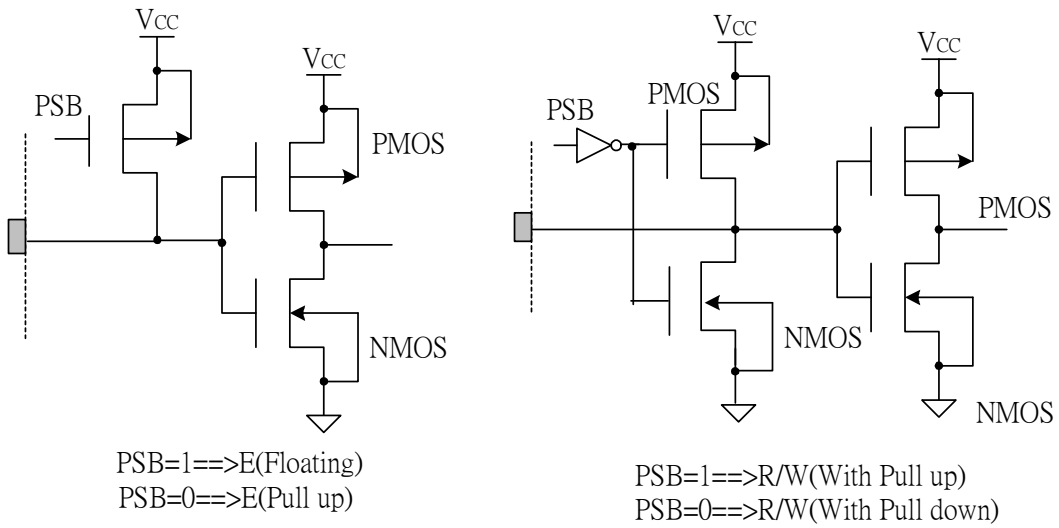 VCC
PSB
VCC
PMOS
NMOS
PSB=1==>E(Floating)
PSB=0==>E(Pull up)
VCC
PSB
PMOS
VCC
PMOS
NMOS
NMOS
PSB=1==>R/W(With Pull up)
PSB=0==>R/W(With Pull down)